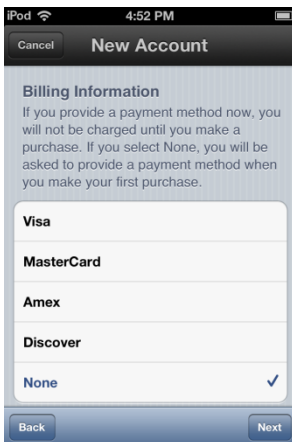 iPod 4:52 PM
Cancel New Account
Billing Information
If you provide a payment method now, you
will not be charged until you make a
purchase. If you select None, you will be
asked to provide a payment method when
you make your first purchase.
Visa
MasterCard
Amex
Discover
None
Back Next